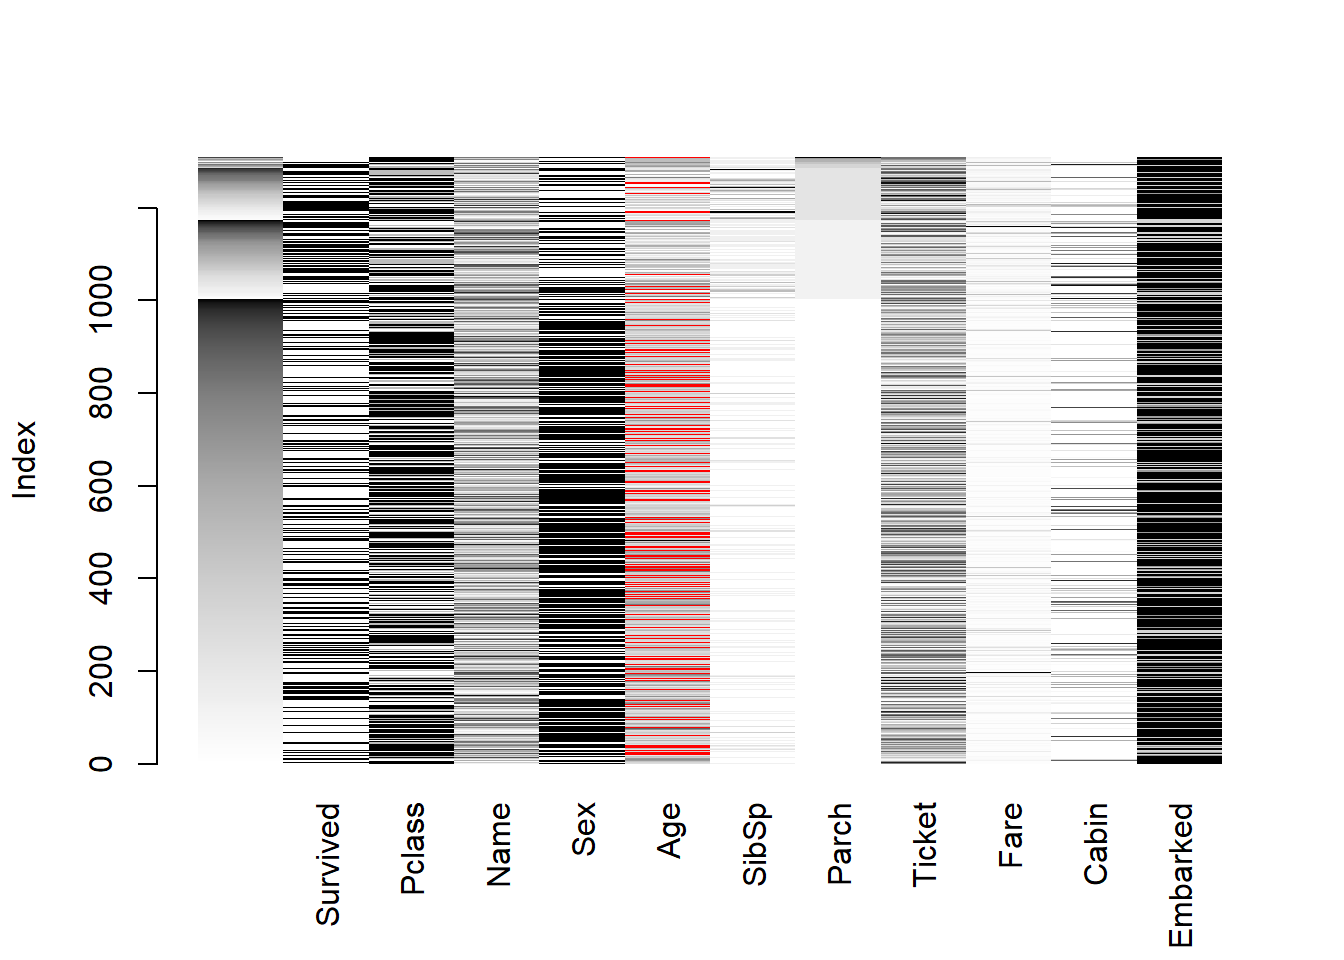 Index
0
200
400
600
800
1000
Survived
Pclass
Name
Sex
Age
SibSp
Parch
Ticket
Fare
Cabin
Embarked